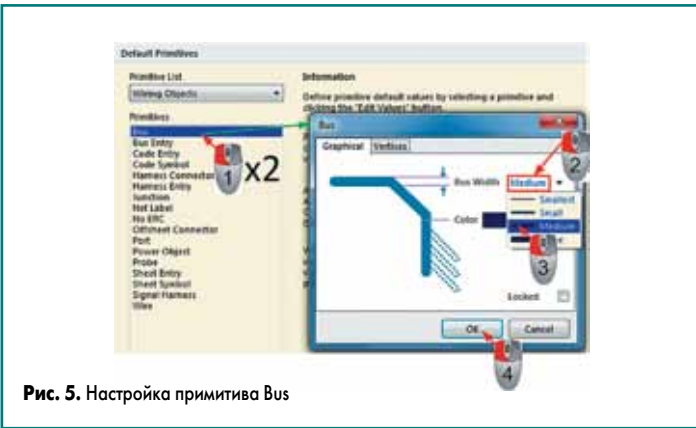 Default Primitives
Primitive List
Wiring Objects
Primitives
Bus
Bus Entry
Code Entry
Code Symbol
Harness Connector
Harness Entry
Junction
Net Label
No ERC
Offsheet Connector
Port
Power Object
Probe
Sheet Entry
Sheet Symbol
Signal Harness
Wire
1
x2
Information
Define primitive default values by selecting a primitive and
clicking the "Edit Values" button.
Bus
Graphical
Vertices
2
Bus Width
Medium
Smallest
Small
Medium
Color
3
Locked
OK
Cancel
4
Рис. 5. Настройка примитива Bus